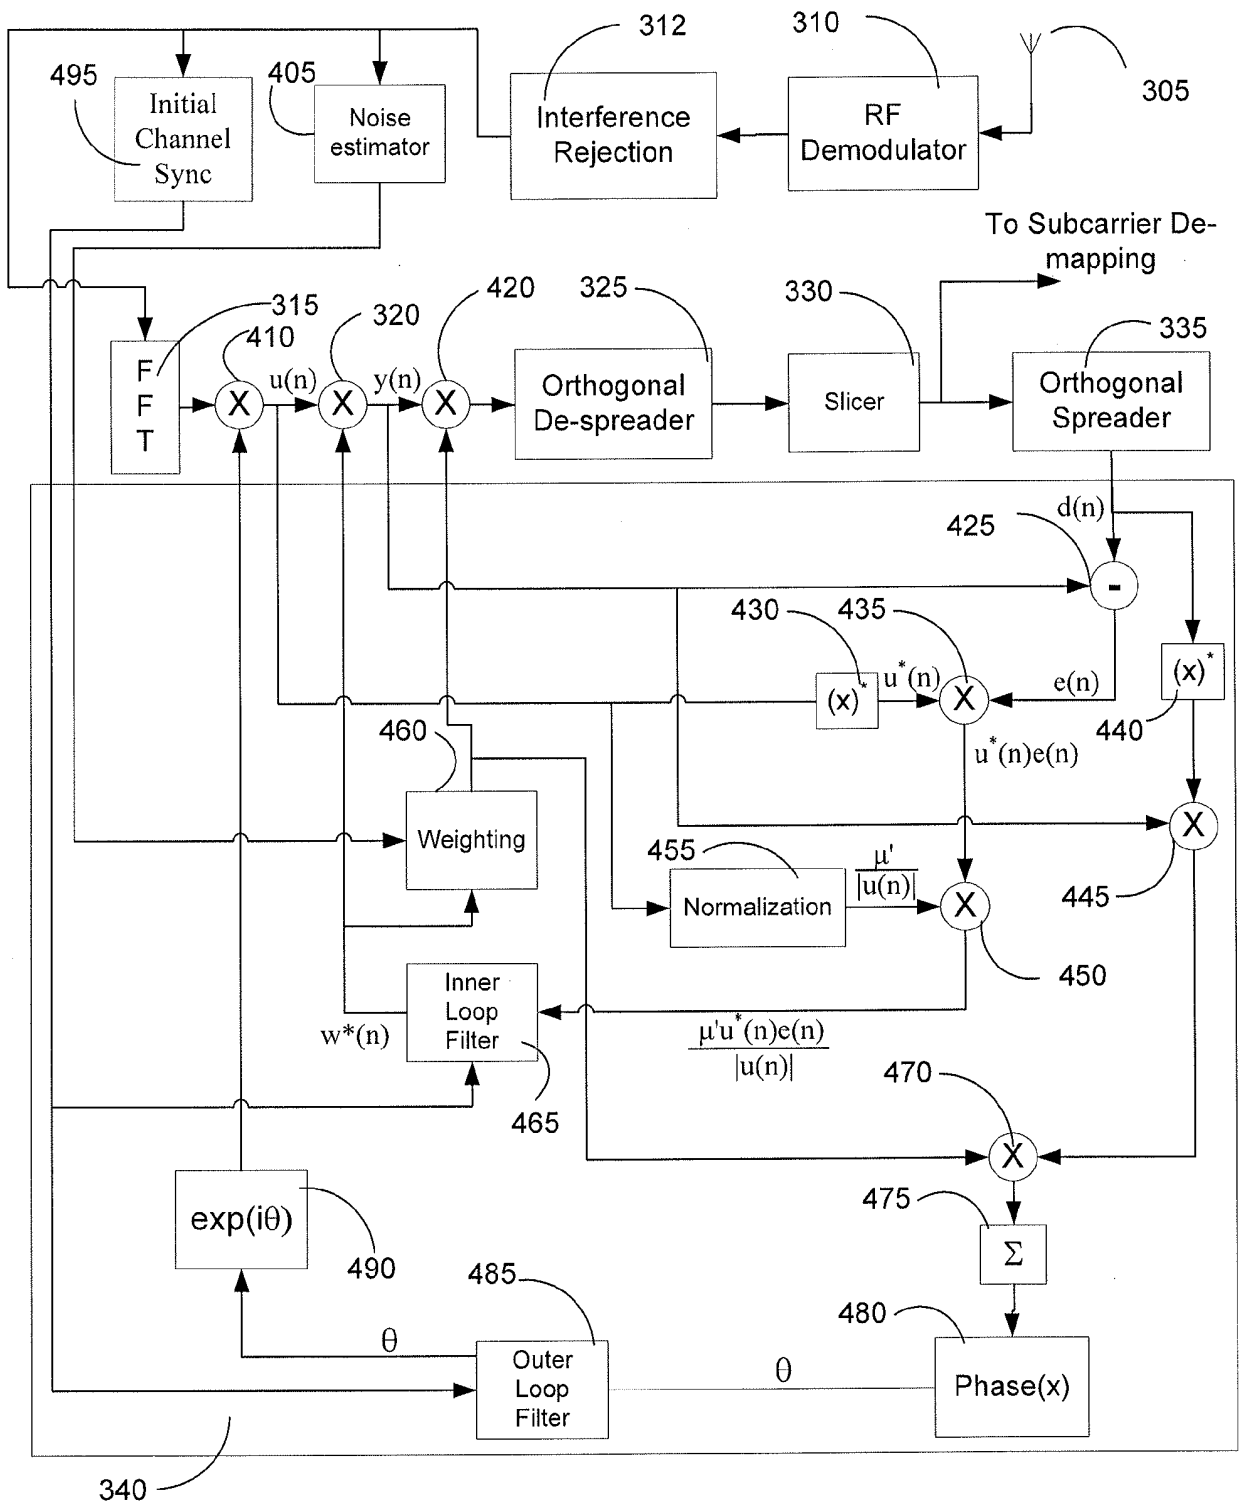 312
310
305
495
405
Initial
Channel
Sync
Noise
estimator
Interference
Rejection
RF
Demodulator
To Subcarrier De-
mapping
315
410
320
420
325
330
335
F
F
T
X
u(n)
X
y(n)
X
Orthogonal
De-spreader
Slicer
Orthogonal
Spreader
d(n)
425
-
430
435
(x)*
u*(n)
X
e(n)
(x)*
440
u*(n)e(n)
460
Weighting
X
445
455
Normalization
μ'
|u(n)|
X
450
Inner
Loop
Filter
w*(n)
465
μ'u*(n)e(n)
|u(n)|
470
X
475
Σ
exp(iθ)
490
485
480
θ
Outer
Loop
Filter
θ
Phase(x)
340